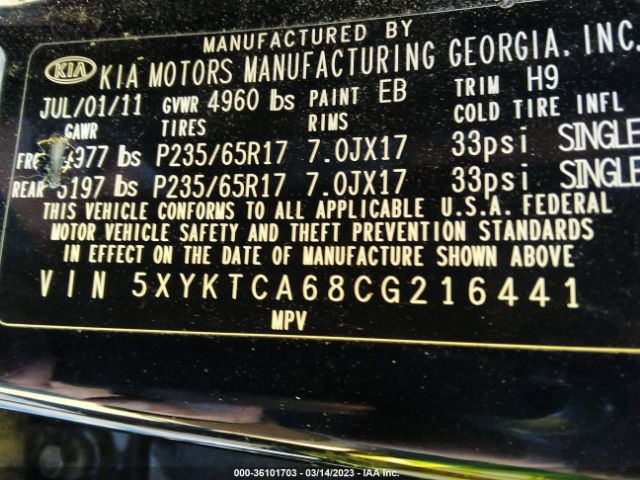 MANUFACTURED BY
KIA KIA MOTORS MANUFACTURING GEORGIA, INC.
JUL/01/11 GVWR 4960 lbs PAINT EB TRIM H9
GAWR TIRES RIMS COLD TIRE INFL
977 lbs P235/65R17 7.0JX17 33psi SINGLE
REAR 3197 lbs P235/65R17 7.0JX17 33psi SINGLE
THIS VEHICLE CONFORMS TO ALL APPLICABLE U.S.A. FEDERAL
MOTOR VEHICLE SAFETY AND THEFT PREVENTION STANDARDS
IN EFFECT ON THE DATE OF MANUFACTURE SHOWN ABOVE
VIN 5XYKTCA68CG216441
MPV
000-36101703 - 03/14/2023 - IAA Inc.